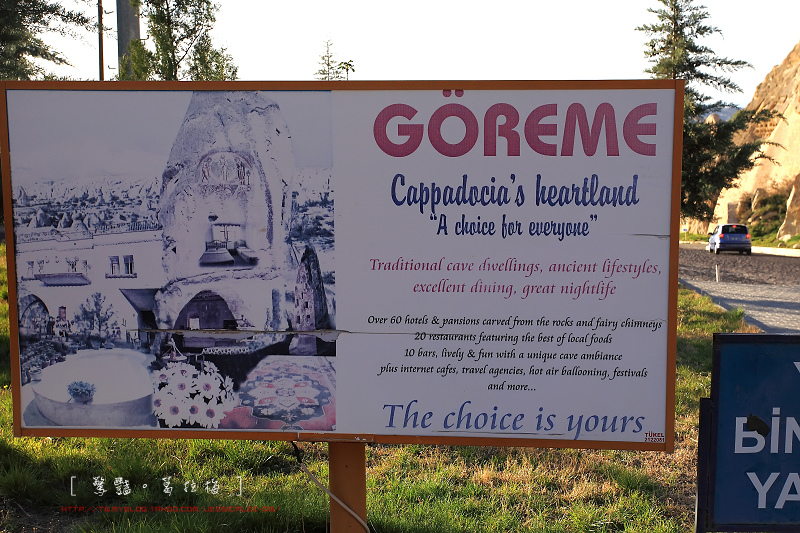 GÖREME
Cappadocia's heartland
"A choice for everyone"
Traditional cave dwellings, ancient lifestyles,
excellent dining, great nightlife
Over 60 hotels & pansions carved from the rocks and fairy chimneys
20 restaurants featuring the best of local foods
10 bars, lively & fun with a unique cave ambiance
plus internet cafes, travel agencies, hot air ballooning, festivals
and more...
The choice is yours
TÜREL
BİN
YA